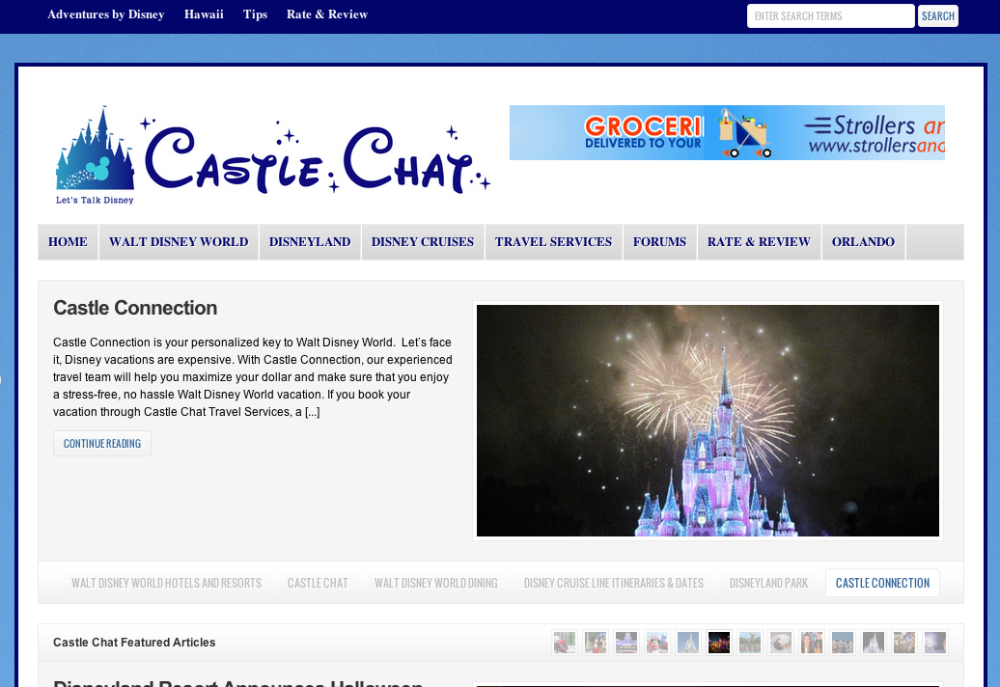 Adventures by Disney Hawaii Tips Rate & Review
ENTER SEARCH TERMS SEARCH
Castle Chat
Let's Talk Disney
GROCERI
DELIVERED TO YOUR
Strollers ar
www.strollersanc
HOME WALT DISNEY WORLD DISNEYLAND DISNEY CRUISES TRAVEL SERVICES FORUMS RATE & REVIEW ORLANDO
Castle Connection
Castle Connection is your personalized key to Walt Disney World.  Let's face
it, Disney vacations are expensive. With Castle Connection, our experienced
travel team will help you maximize your dollar and make sure that you enjoy
a stress-free, no hassle Walt Disney World vacation. If you book your
vacation through Castle Chat Travel Services, a [...]
CONTINUE READING
WALT DISNEY WORLD HOTELS AND RESORTS CASTLE CHAT WALT DISNEY WORLD DINING DISNEY CRUISE LINE ITINERARIES & DATES DISNEYLAND PARK CASTLE CONNECTION
Castle Chat Featured Articles
Disneyland Resort Announces Halloween